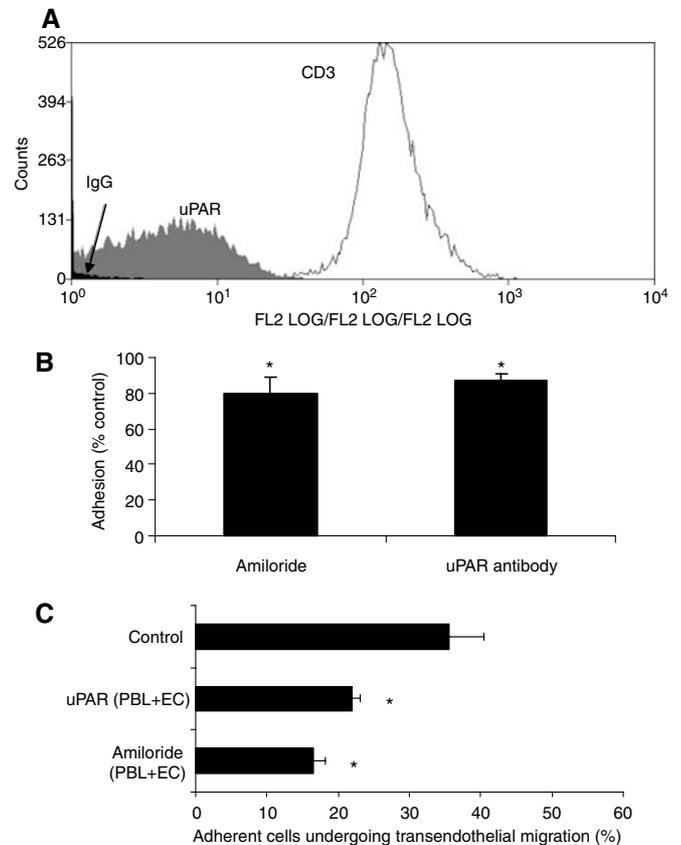 A
526
394
263
131
0
Counts
CD3
IgG
uPAR
10⁰
10¹
10²
10³
10⁴
FL2 LOG/FL2 LOG/FL2 LOG
B
100
80
60
40
20
0
Adhesion (% control)
*
*
Amiloride
uPAR antibody
C
Control
uPAR (PBL+EC)
*
Amiloride
(PBL+EC)
*
0
10
20
30
40
50
60
Adherent cells undergoing transendothelial migration (%)